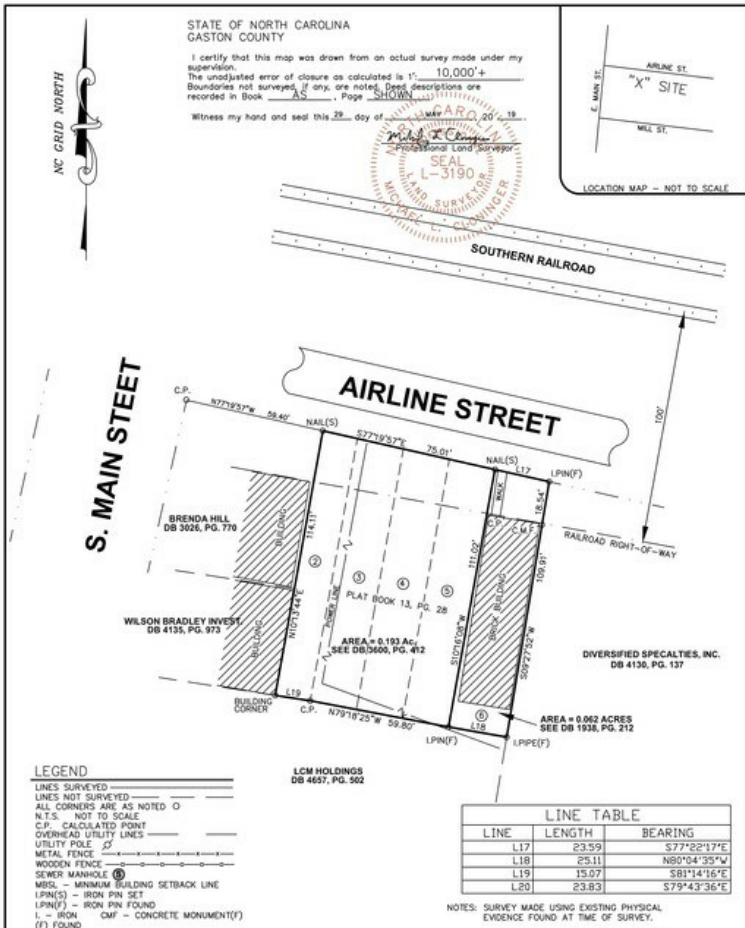 STATE OF NORTH CAROLINA
GASTON COUNTY
I certify that this map was drawn from an actual survey made under my
supervision.
The unadjusted error of closure as calculated is 1': 10,000'+
Boundaries not surveyed, if any, are noted. Deed descriptions are
recorded in Book AS , Page SHOWN
Witness my hand and seal this 29 day of MAY 20 19
Professional Land Surveyor
NORTH CAROLINA
SEAL
L-3190
LAND SURVEYOR
MICHAEL L. CLONINGER
NC GRID NORTH
E. MAIN ST.
AIRLINE ST.
"X" SITE
MILL ST.
LOCATION MAP - NOT TO SCALE
SOUTHERN RAILROAD
100'
AIRLINE STREET
S. MAIN STEET
C.P.
N77°19'57"W 59.40'
NAIL(S)
S77°19'57"E 75.01'
NAIL(S)
L17
I.PIN(F)
WALK
18.54'
C.P.
C.M.F.
RAILROAD RIGHT-OF-WAY
BRENDA HILL
DB 3026, PG. 770
BUILDING
114.11'
N10°13'44"E
2
3
4
5
PLAT BOOK 13, PG. 28
POWER LINE
111.02'
S10°16'08"W
BRICK BUILDING
109.91'
S09°27'52"W
WILSON BRADLEY INVEST.
DB 4135, PG. 973
BUILDING
AREA = 0.193 Ac.
SEE DB 3600, PG. 412
DIVERSIFIED SPECIALTIES, INC.
DB 4130, PG. 137
BUILDING
CORNER
L19
C.P.
N79°18'25"W 59.80'
I.PIN(F)
6
L18
I.PIPE(F)
AREA = 0.062 ACRES
SEE DB 1938, PG. 212
LCM HOLDINGS
DB 4657, PG. 502
LEGEND
LINES SURVEYED
LINES NOT SURVEYED
ALL CORNERS ARE AS NOTED O
N.T.S. NOT TO SCALE
C.P. CALCULATED POINT
OVERHEAD UTILITY LINES
UTILITY POLE
METAL FENCE
WOODEN FENCE
SEWER MANHOLE S
MBSL - MINIMUM BUILDING SETBACK LINE
I.PIN(S) - IRON PIN SET
I.PIN(F) - IRON PIN FOUND
I. - IRON CMF - CONCRETE MONUMENT(F)
(F) FOUND
LINE TABLE
LINE LENGTH BEARING
L17 23.59 S77°22'17"E
L18 25.11 N80°04'35"W
L19 15.07 S81°14'16"E
L20 23.83 S79°43'36"E
NOTES: SURVEY MADE USING EXISTING PHYSICAL
EVIDENCE FOUND AT TIME OF SURVEY.